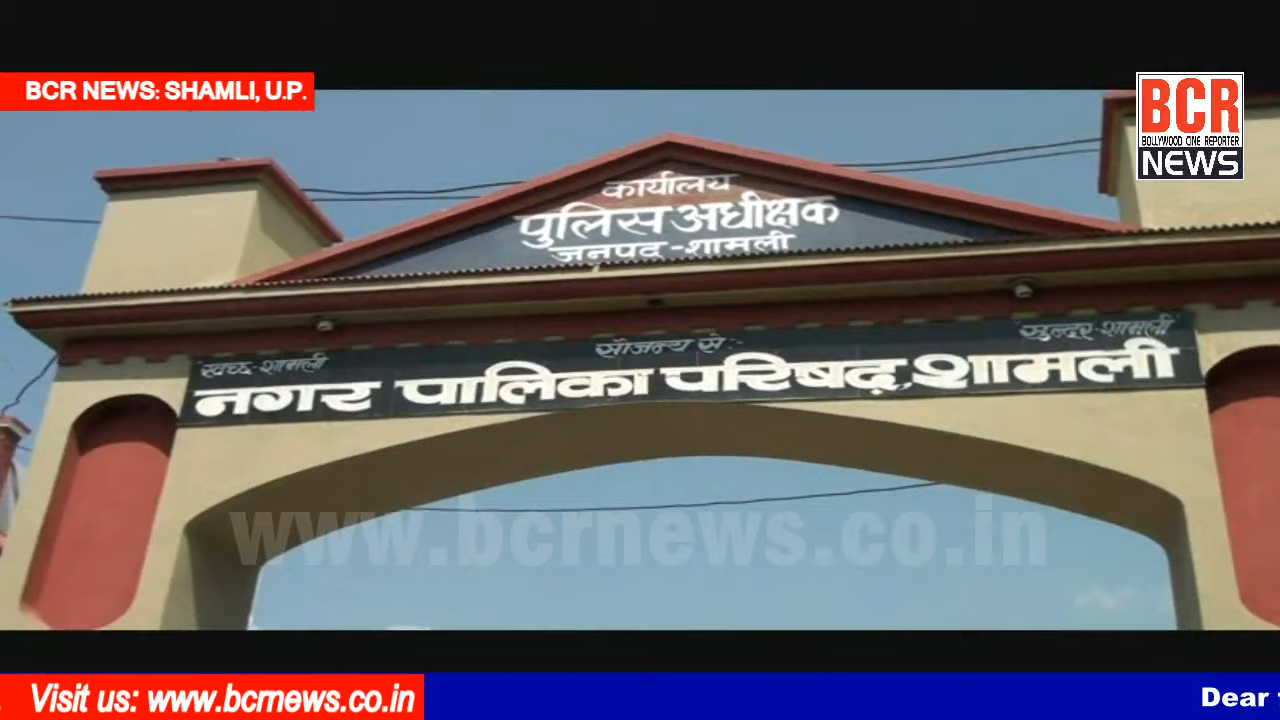 BCR NEWS: SHAMLI, U.P.
BCR
BOLLYWOOD CINE REPORTER
NEWS
कार्यालय
पुलिस अधीक्षक
जनपद-शामली
स्वच्छ-शामली
सौजन्य से:-
सुन्दर-शामली
नगर पालिका परिषद, शामली
www.bcrnews.co.in
Visit us: www.bcrnews.co.in
Dear